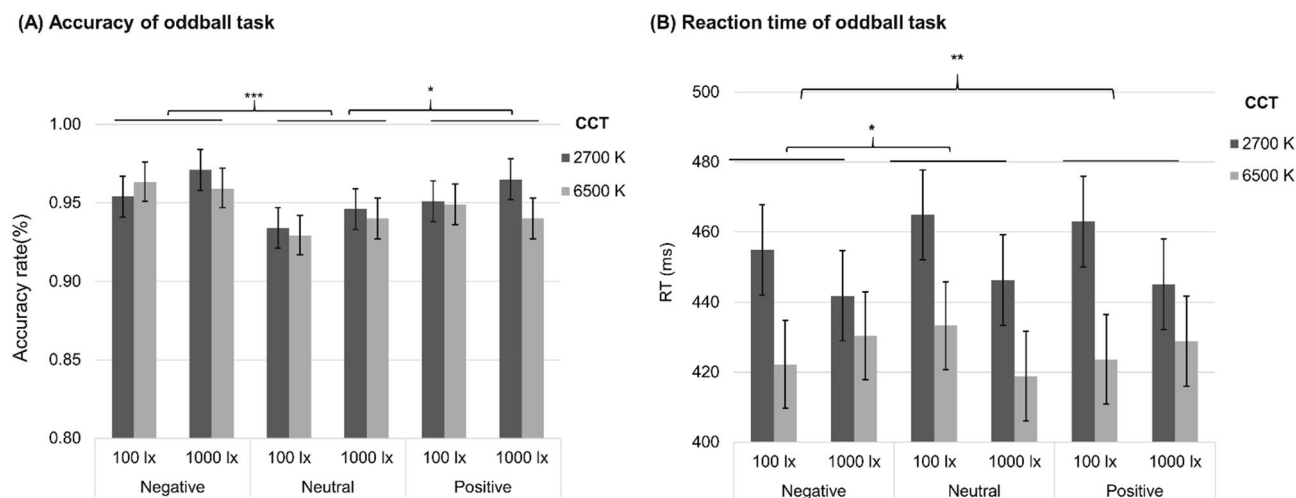 (A) Accuracy of oddball task
***
*
1.00
0.95
0.90
0.85
0.80
Accuracy rate(%)
CCT
2700 K
6500 K
100 lx 1000 lx 100 lx 1000 lx 100 lx 1000 lx
Negative Neutral Positive
(B) Reaction time of oddball task
**
*
500
480
460
440
420
400
RT (ms)
CCT
2700 K
6500 K
100 lx 1000 lx 100 lx 1000 lx 100 lx 1000 lx
Negative Neutral Positive